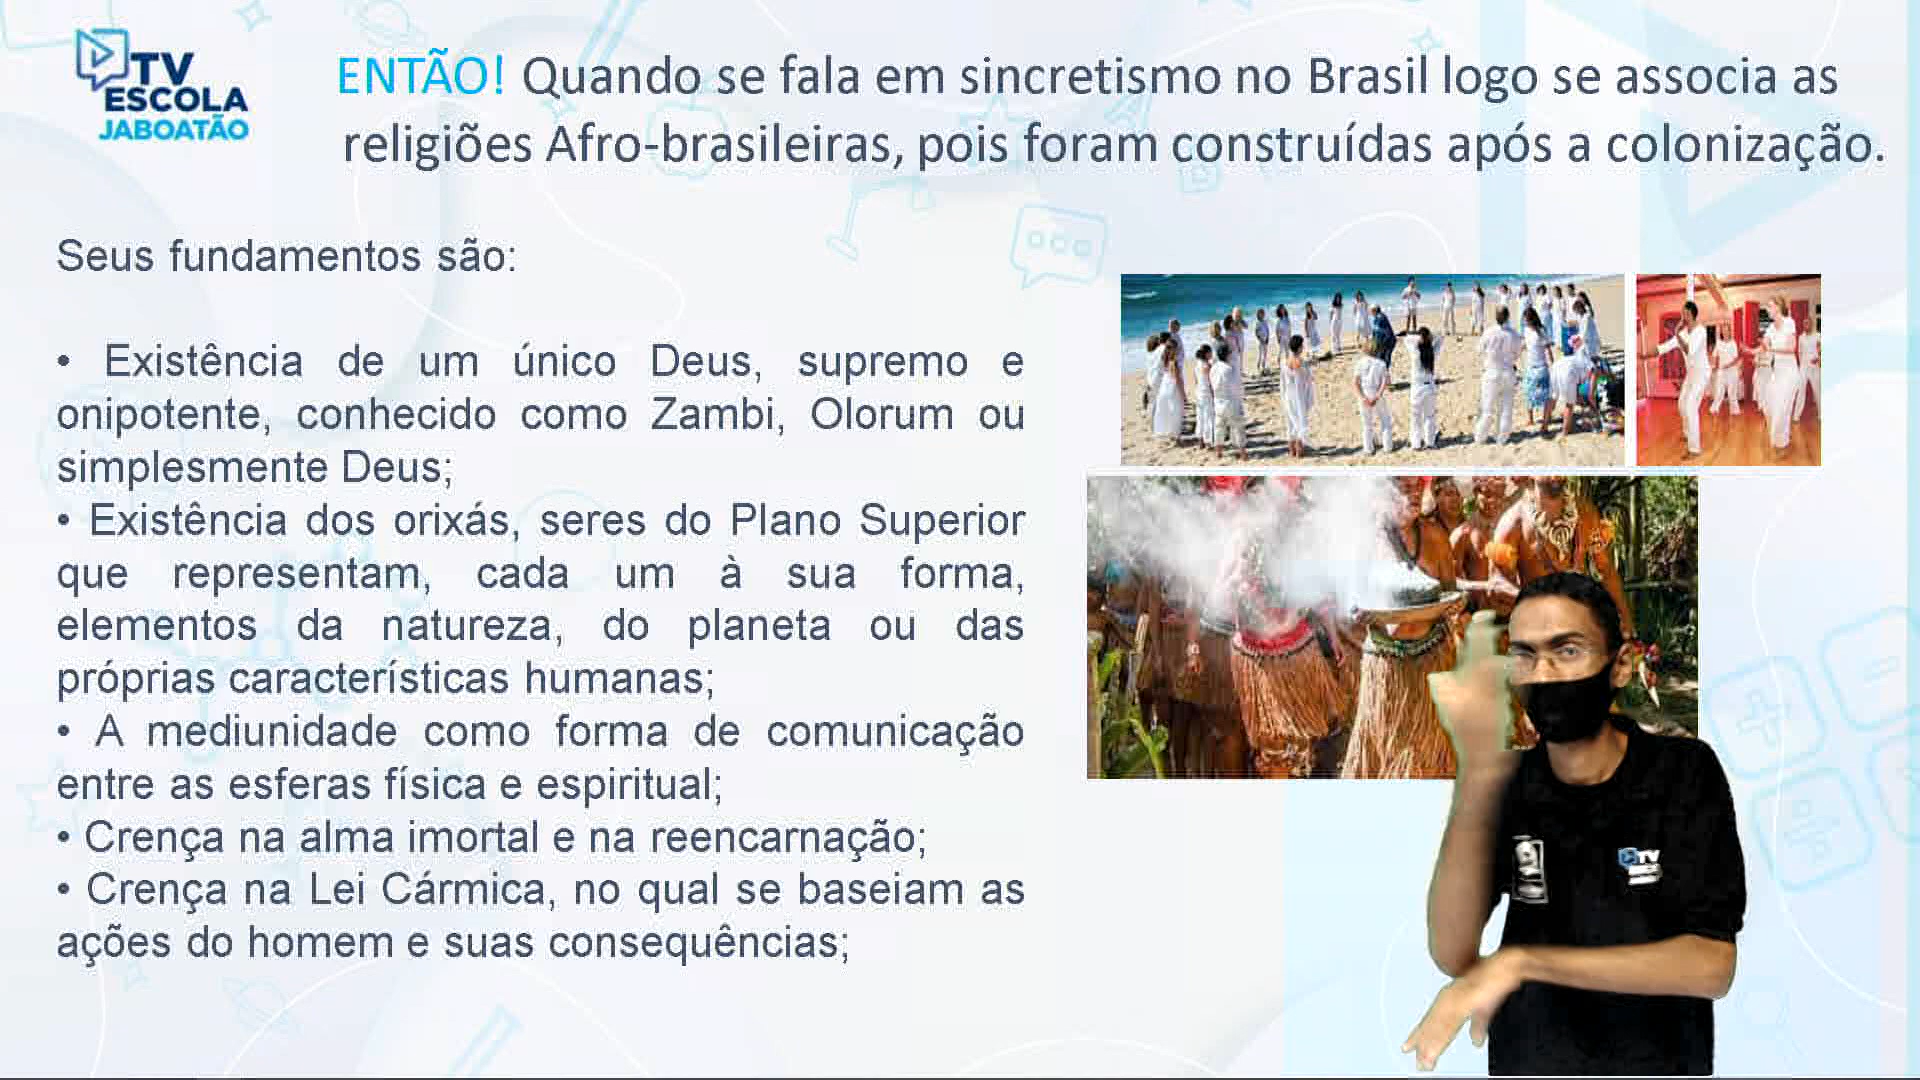 TV
ESCOLA
JABOATÃO
ENTÃO! Quando se fala em sincretismo no Brasil logo se associa as
religiões Afro-brasileiras, pois foram construídas após a colonização.
Seus fundamentos são:
• Existência de um único Deus, supremo e
onipotente, conhecido como Zambi, Olorum ou
simplesmente Deus;
• Existência dos orixás, seres do Plano Superior
que representam, cada um à sua forma,
elementos da natureza, do planeta ou das
próprias características humanas;
• A mediunidade como forma de comunicação
entre as esferas física e espiritual;
• Crença na alma imortal e na reencarnação;
• Crença na Lei Cármica, no qual se baseiam as
ações do homem e suas consequências;
TV